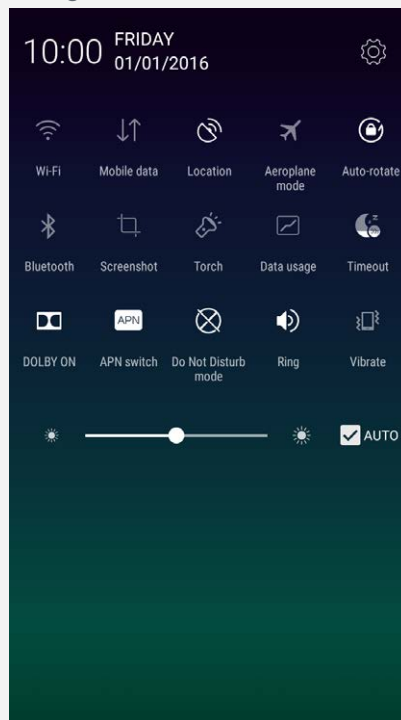 10:00 FRIDAY
01/01/2016
Wi-Fi Mobile data Location Aeroplane mode Auto-rotate
Bluetooth Screenshot Torch Data usage Timeout
APN
DOLBY ON APN switch Do Not Disturb mode Ring Vibrate
AUTO